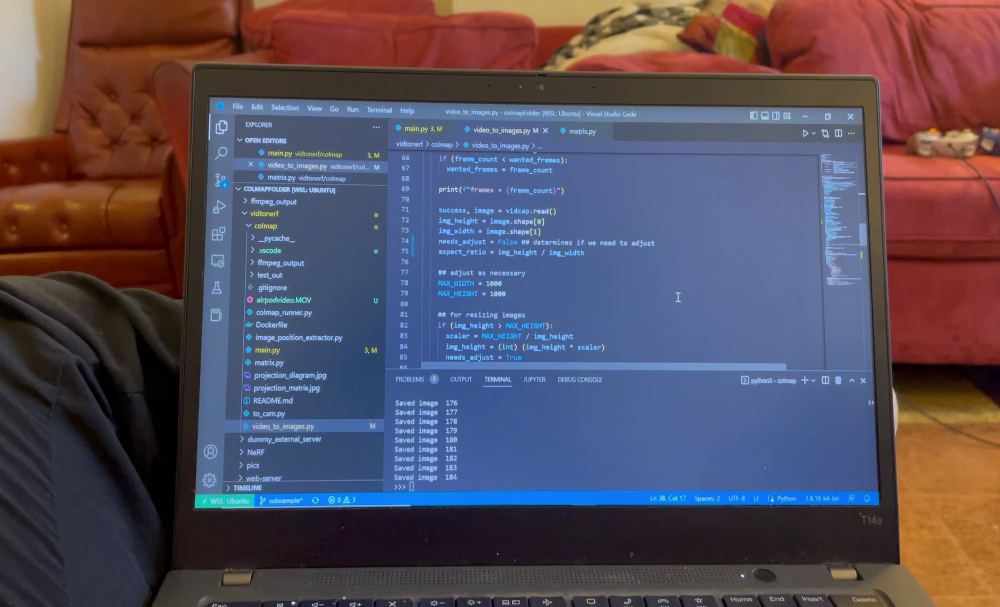 File Edit Selection View Go Run Terminal Help
video_to_images.py - colmapFolder [WSL: Ubuntu] - Visual Studio Code
EXPLORER
OPEN EDITORS
main.py vidtonerf/colmap 3, M
video_to_images.py vidtonerf/col... M
matrix.py vidtonerf/colmap
COLMAPFOLDER [WSL: UBUNTU]
ffmpeg_output
vidtonerf
colmap
__pycache__
.vscode
ffmpeg_output
test_out
.gitignore
airpodvideo.MOV U
colmap_runner.py
Dockerfile
image_position_extractor.py
main.py 3, M
matrix.py
projection_diagram.jpg
projection_matrix.jpg
README.md
to_cam.py
video_to_images.py M
dummy_external_server
NeRF
pics
web-server
TIMELINE
main.py 3, M
video_to_images.py M
matrix.py
vidtonerf > colmap > video_to_images.py > ...
66 if (frame_count < wanted_frames):
67 wanted_frames = frame_count
68
69 print(f"frames = {frame_count}")
70
71 success, image = vidcap.read()
72 img_height = image.shape[0]
73 img_width = image.shape[1]
74 needs_adjust = False ## determines if we need to adjust
75 aspect_ratio = img_height / img_width
76
77 ## adjust as necessary
78 MAX_WIDTH = 1000
79 MAX_HEIGHT = 1000
80
81 ## for resizing images
82 if (img_height > MAX_HEIGHT):
83 scaler = MAX_HEIGHT / img_height
84 img_height = (int) (img_height * scaler)
85 needs_adjust = True
86
PROBLEMS 3 OUTPUT TERMINAL JUPYTER DEBUG CONSOLE
python3 - colmap
Saved image 176
Saved image 177
Saved image 178
Saved image 179
Saved image 180
Saved image 181
Saved image 182
Saved image 183
Saved image 184
>>>
WSL: Ubuntu subsample* 0 3
Ln 38, Col 17 Spaces: 2 UTF-8 LF Python 3.8.10 64-bit
T14s
Esc
Home End Insert Delete